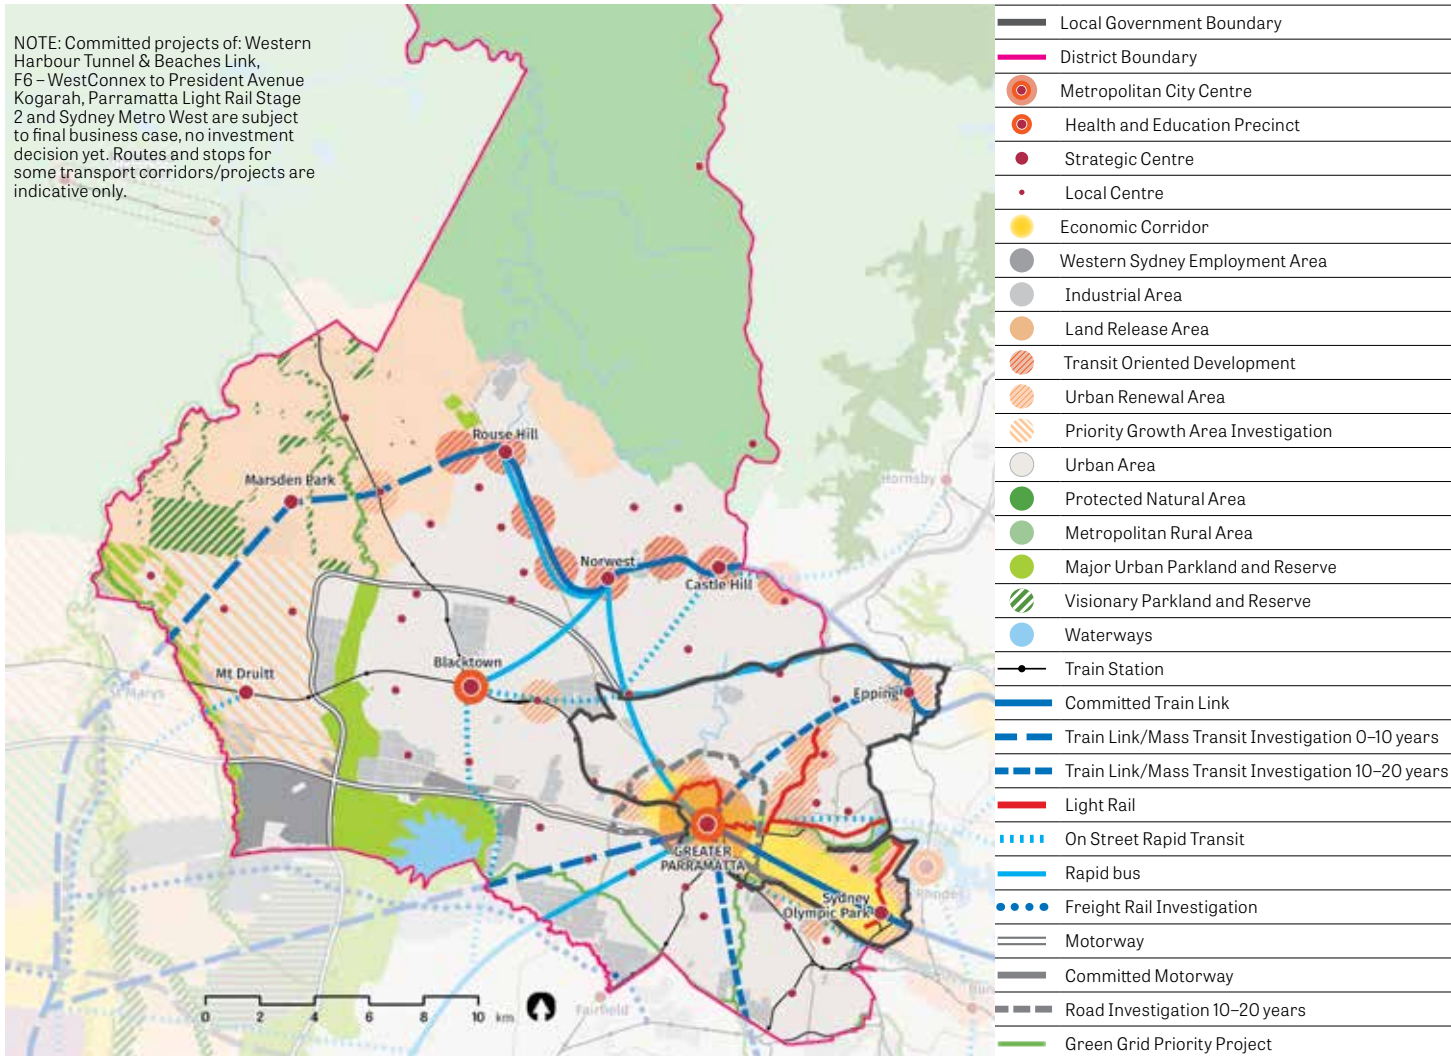 NOTE: Committed projects of: Western
Harbour Tunnel & Beaches Link,
F6 – WestConnex to President Avenue
Kogarah, Parramatta Light Rail Stage
2 and Sydney Metro West are subject
to final business case, no investment
decision yet. Routes and stops for
some transport corridors/projects are
indicative only.
Rouse Hill
Marsden Park
Hornsby
Norwest
Castle Hill
Blacktown
Mt Druitt
St Marys
Epping
GREATER
PARRAMATTA
Rhodes
Sydney
Olympic Park
Fairfield
0 2 4 6 8 10 km
Local Government Boundary
District Boundary
Metropolitan City Centre
Health and Education Precinct
Strategic Centre
Local Centre
Economic Corridor
Western Sydney Employment Area
Industrial Area
Land Release Area
Transit Oriented Development
Urban Renewal Area
Priority Growth Area Investigation
Urban Area
Protected Natural Area
Metropolitan Rural Area
Major Urban Parkland and Reserve
Visionary Parkland and Reserve
Waterways
Train Station
Committed Train Link
Train Link/Mass Transit Investigation 0–10 years
Train Link/Mass Transit Investigation 10–20 years
Light Rail
On Street Rapid Transit
Rapid bus
Freight Rail Investigation
Motorway
Committed Motorway
Road Investigation 10–20 years
Green Grid Priority Project